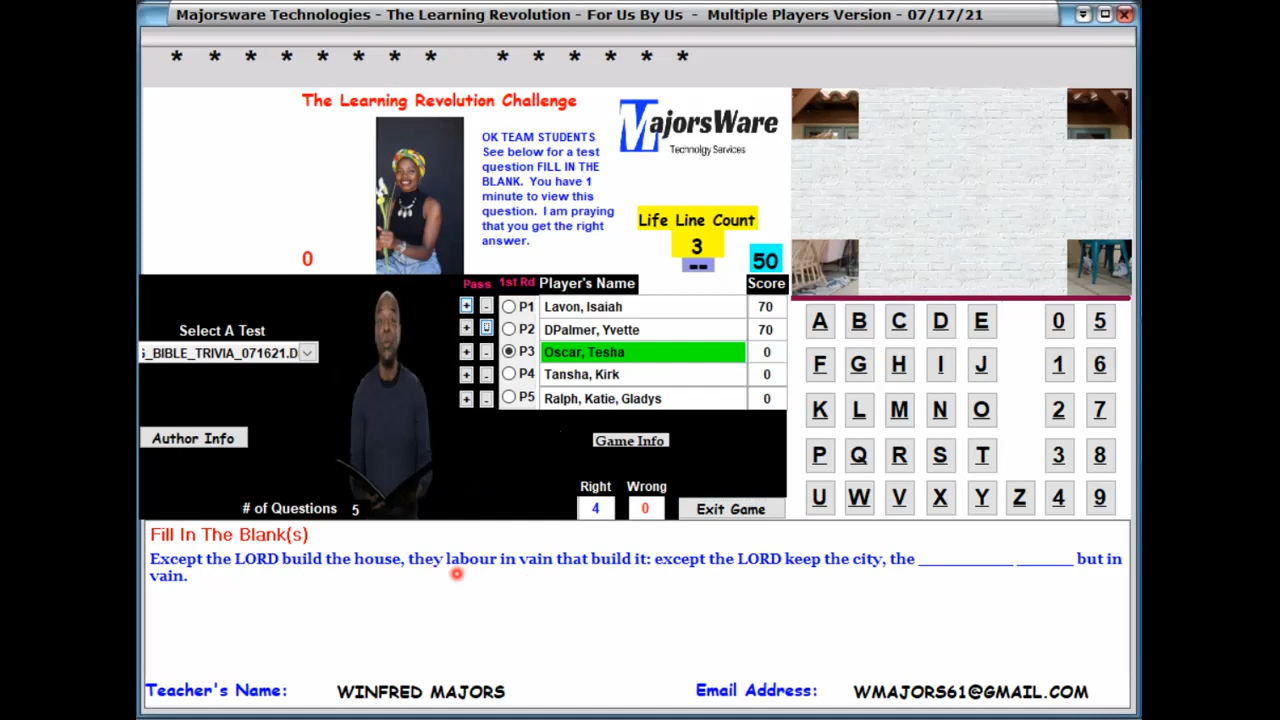 Majorsware Technologies - The Learning Revolution - For Us By Us - Multiple Players Version - 07/17/21
* * * * * * * * * * * * * *
The Learning Revolution Challenge
MajorsWare
Technolgy Services
OK TEAM STUDENTS
See below for a test
question FILL IN THE
BLANK. You have 1
minute to view this
question. I am praying
that you get the right
answer.
0
Life Line Count
3
--
50
Pass 1st Rd Player's Name Score
+ - P1 Lavon, Isaiah 70
+ P2 DPalmer, Yvette 70
+ - P3 Oscar, Tesha 0
+ - P4 Tansha, Kirk 0
+ - P5 Ralph, Katie, Gladys 0
Select A Test
_BIBLE_TRIVIA_071621.D
Author Info
Game Info
# of Questions 5
Right Wrong
4 0
Exit Game
A B C D E 0 5
F G H I J 1 6
K L M N O 2 7
P Q R S T 3 8
U W V X Y Z 4 9
Fill In The Blank(s)
Except the LORD build the house, they labour in vain that build it: except the LORD keep the city, the _____________ ________ but in
vain.
Teacher's Name: WINFRED MAJORS Email Address: WMAJORS61@GMAIL.COM